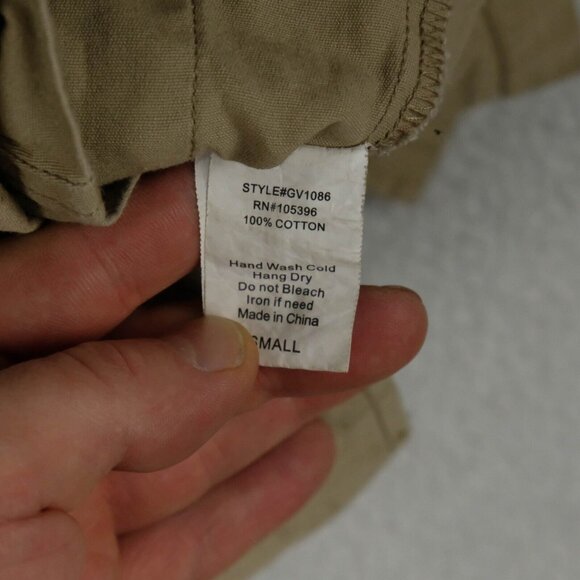 STYLE#GV1086
RN#105396
100% COTTON
Hand Wash Cold
Hang Dry
Do not Bleach
Iron if need
Made in China
SMALL